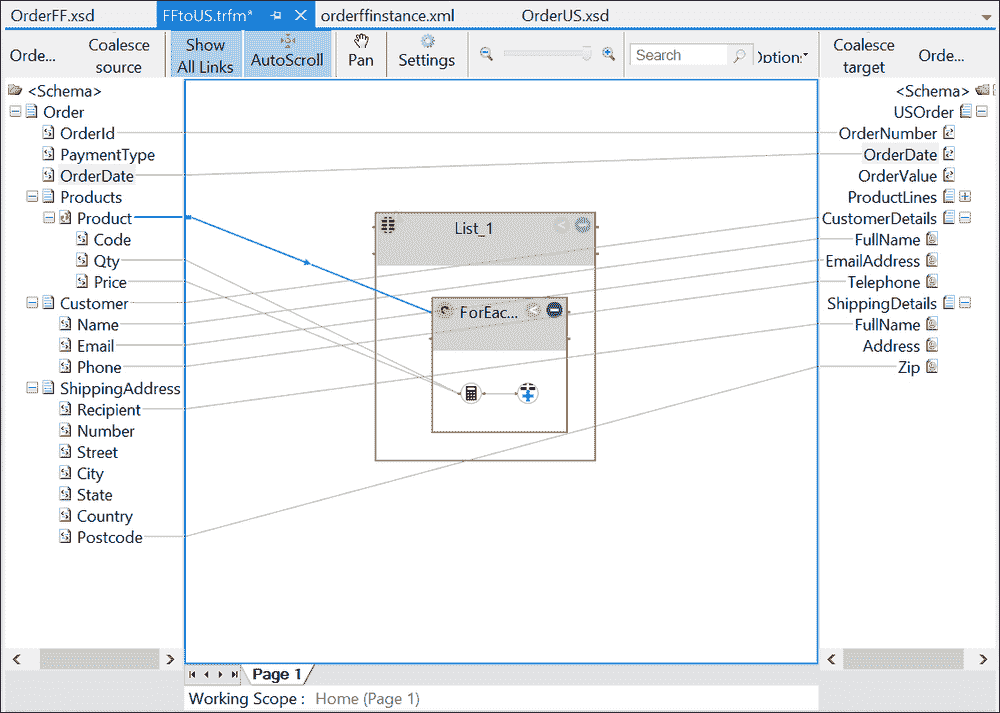 OrderFF.xsd FFtoUS.trfm* orderffinstance.xml OrderUS.xsd
Orde... Coalesce source Show All Links AutoScroll Pan Settings Search Option: Coalesce target Orde...
<Schema> <Schema>
Order USOrder
OrderId OrderNumber
PaymentType OrderDate
OrderDate OrderValue
Products ProductLines
Product List_1 CustomerDetails
Code FullName
Qty EmailAddress
Price Telephone
Customer ShippingDetails
Name ForEac... FullName
Email Address
Phone Zip
ShippingAddress
Recipient
Number
Street
City
State
Country
Postcode
Page 1
Working Scope : Home (Page 1)